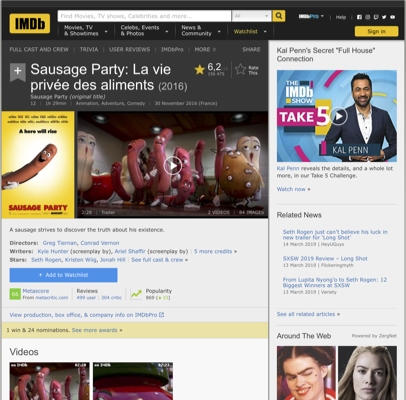 IMDb
Find Movies, TV shows, Celebrities and more...
All
Movies, TV & Showtimes
Celebs, Events & Photos
News & Community
Watchlist
IMDbPro
Help
Sign in
FULL CAST AND CREW | TRIVIA | USER REVIEWS | IMDbPro | MORE
SHARE
Sausage Party: La vie privée des aliments (2016)
Sausage Party (original title)
12 | 1h 29min | Animation, Adventure, Comedy | 30 November 2016 (France)
6,2
Rate This
A hero will rise
SAUSAGE PARTY
2:28 | Trailer
2 VIDEOS | 84 IMAGES
A sausage strives to discover the truth about his existence.
Directors: Greg Tiernan, Conrad Vernon
Writers: Kyle Hunter (screenplay by), Ariel Shaffir (screenplay by) | 5 more credits »
Stars: Seth Rogen, Kristen Wiig, Jonah Hill | See full cast & crew »
+ Add to Watchlist
Metascore
From metacritic.com
Reviews
499 user | 304 critic
Popularity
View production, box office, & company info on IMDbPro
1 win & 24 nominations. See more awards »
Videos
Kal Penn's Secret "Full House" Connection
THE IMDb SHOW
TAKE 5
KAL PENN
Kal Penn reveals the details, and a whole lot more, in our Take 5 Challenge.
Watch now »
Related News
Seth Rogen just can't believe his luck in new trailer for 'Long Shot'
14 March 2019 | HeyUGuys
SXSW 2019 Review – Long Shot
13 March 2019 | Flickeringmyth
From Lupita Nyong'o to Seth Rogen: 12 Biggest Winners at SXSW
13 March 2019 | Variety
See all related articles »
Around The Web
Powered by ZergNet